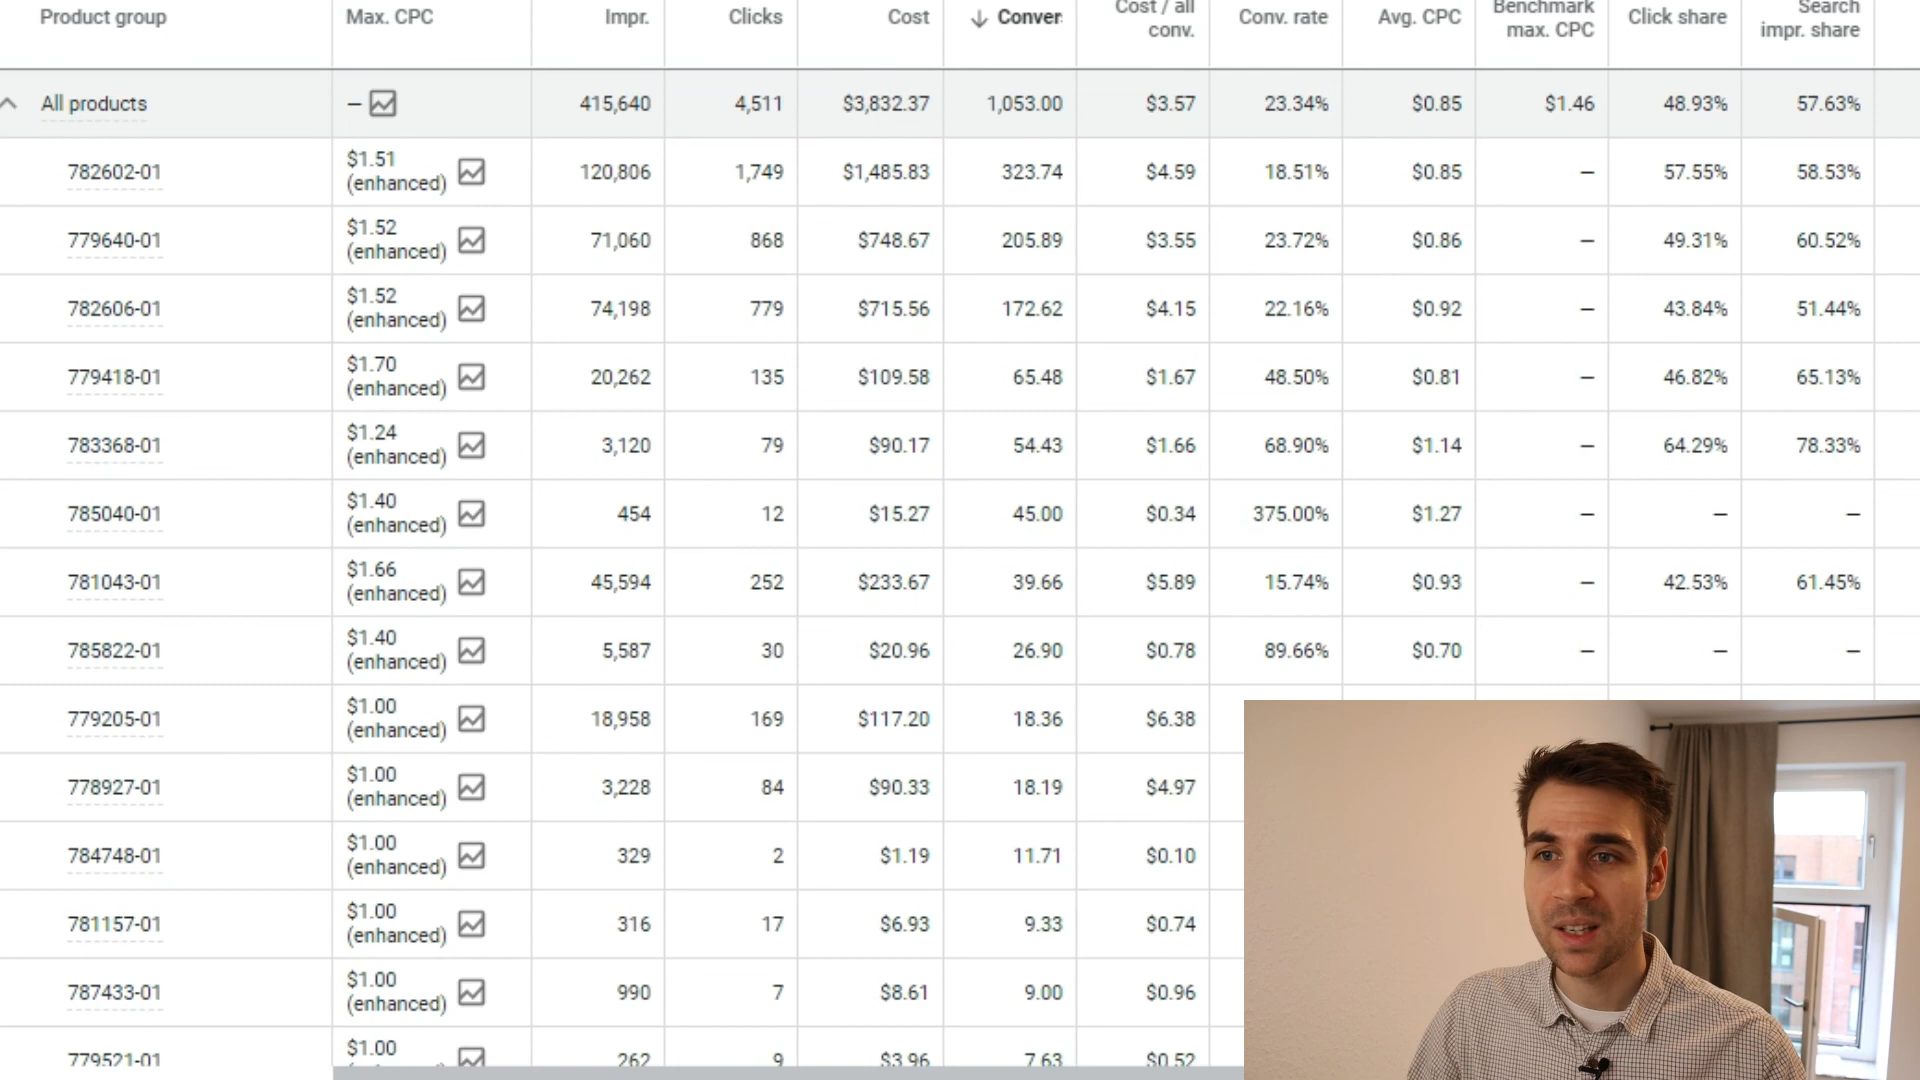 Product group Max. CPC Impr. Clicks Cost Conver Cost / all conv. Conv. rate Avg. CPC Benchmark max. CPC Click share Search impr. share
All products – 415,640 4,511 $3,832.37 1,053.00 $3.57 23.34% $0.85 $1.46 48.93% 57.63%
782602-01 $1.51 (enhanced) 120,806 1,749 $1,485.83 323.74 $4.59 18.51% $0.85 – 57.55% 58.53%
779640-01 $1.52 (enhanced) 71,060 868 $748.67 205.89 $3.55 23.72% $0.86 – 49.31% 60.52%
782606-01 $1.52 (enhanced) 74,198 779 $715.56 172.62 $4.15 22.16% $0.92 – 43.84% 51.44%
779418-01 $1.70 (enhanced) 20,262 135 $109.58 65.48 $1.67 48.50% $0.81 – 46.82% 65.13%
783368-01 $1.24 (enhanced) 3,120 79 $90.17 54.43 $1.66 68.90% $1.14 – 64.29% 78.33%
785040-01 $1.40 (enhanced) 454 12 $15.27 45.00 $0.34 375.00% $1.27 – – –
781043-01 $1.66 (enhanced) 45,594 252 $233.67 39.66 $5.89 15.74% $0.93 – 42.53% 61.45%
785822-01 $1.40 (enhanced) 5,587 30 $20.96 26.90 $0.78 89.66% $0.70 – – –
779205-01 $1.00 (enhanced) 18,958 169 $117.20 18.36 $6.38
778927-01 $1.00 (enhanced) 3,228 84 $90.33 18.19 $4.97
784748-01 $1.00 (enhanced) 329 2 $1.19 11.71 $0.10
781157-01 $1.00 (enhanced) 316 17 $6.93 9.33 $0.74
787433-01 $1.00 (enhanced) 990 7 $8.61 9.00 $0.96
779521-01 $1.00 262 9 $3.96 7.63 $0.52